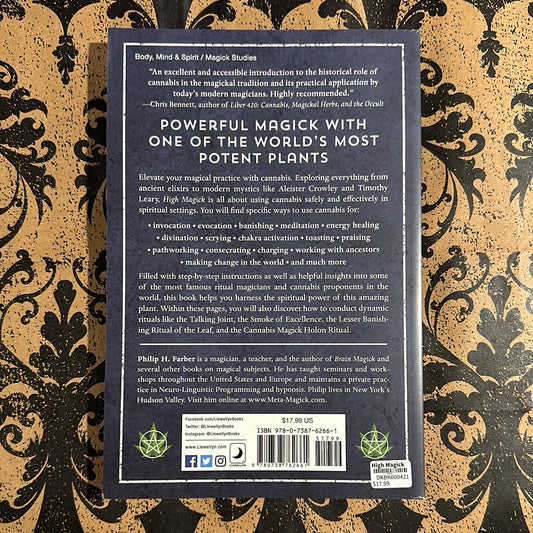 Body, Mind & Spirit / Magick Studies
“An excellent and accessible introduction to the historical role of
cannabis in the magickal tradition and its practical application by
today’s modern magicians. Highly recommended.”
—Chris Bennett, author of Liber 420: Cannabis, Magickal Herbs, and the Occult
POWERFUL MAGICK WITH
ONE OF THE WORLD’S MOST
POTENT PLANTS
Elevate your magical practice with cannabis. Exploring everything from
ancient elixirs to modern mystics like Aleister Crowley and Timothy
Leary, High Magick is all about using cannabis safely and effectively in
spiritual settings. You will find specific ways to use cannabis for:
• invocation • evocation • banishing • meditation • energy healing
• divination • scrying • chakra activation • toasting • praising
• pathworking • consecrating • charging • working with ancestors
• making change in the world • and much more
Filled with step-by-step instructions as well as helpful insights into some
of the most famous ritual magicians and cannabis proponents in the
world, this book helps you harness the spiritual power of this amazing
plant. Within these pages, you will also discover how to conduct dynamic
rituals like the Talking Joint, the Smoke of Excellence, the Lesser Banish-
ing Ritual of the Leaf, and the Cannabis Magick Holon Ritual.
Philip H. Farber is a magician, a teacher, and the author of Brain Magick and
several other books on magical subjects. He has taught seminars and work-
shops throughout the United States and Europe and maintains a private practice
in Neuro-Linguistic Programming and hypnosis. Philip lives in New York’s
Hudson Valley. Visit him online at www.Meta-Magick.com.
Facebook.com/LlewellynBooks
Twitter: @LlewellynBooks
Instagram: @LlewellynBooks
www.Llewellyn.com
LLEWELLYN
$17.99 US
ISBN 978-0-7387-6266-1
51799
9 780738 762661
High Magick
DKBK000421
$17.99